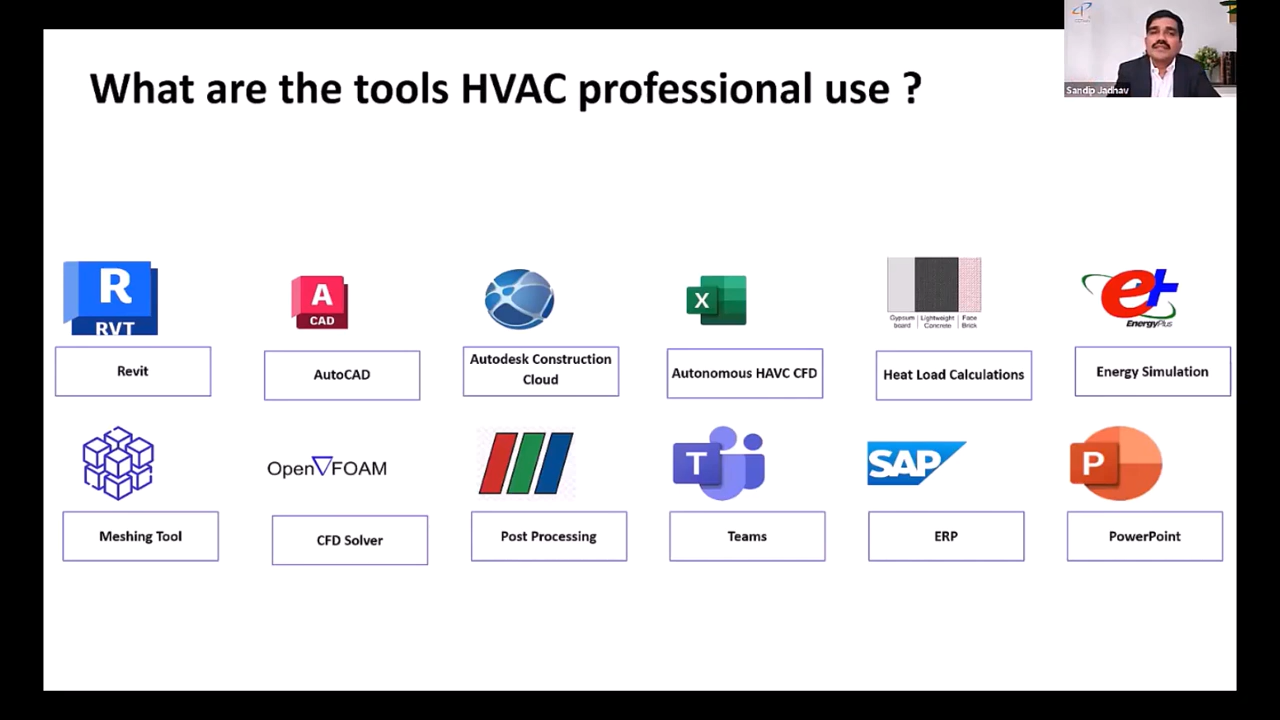 What are the tools HVAC professional use ?
Sandip Jadhav
R
RVT
A
CAD
X
Gypsum board
Lightweight Concrete
Face Brick
e+
EnergyPlus
Revit
AutoCAD
Autodesk Construction
Cloud
Autonomous HAVC CFD
Heat Load Calculations
Energy Simulation
OpenFOAM
T
SAP
P
Meshing Tool
CFD Solver
Post Processing
Teams
ERP
PowerPoint